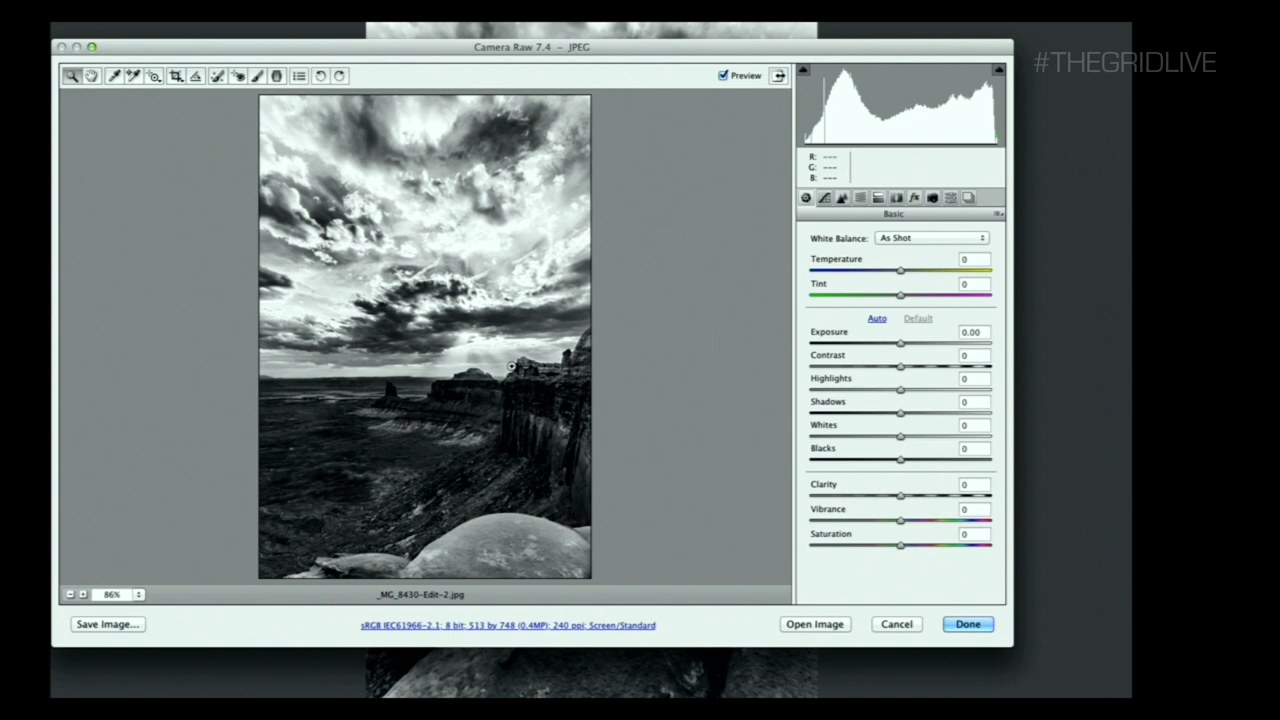 Camera Raw 7.4 – JPEG
#THEGRIDLIVE
Preview
R: ---
G: ---
B: ---
fx
Basic
White Balance: As Shot
Temperature 0
Tint 0
Auto Default
Exposure 0.00
Contrast 0
Highlights 0
Shadows 0
Whites 0
Blacks 0
Clarity 0
Vibrance 0
Saturation 0
86%
_MG_8430-Edit-2.jpg
Save Image...
sRGB IEC61966-2.1; 8 bit; 513 by 748 (0.4MP); 240 ppi; Screen/Standard
Open Image
Cancel
Done